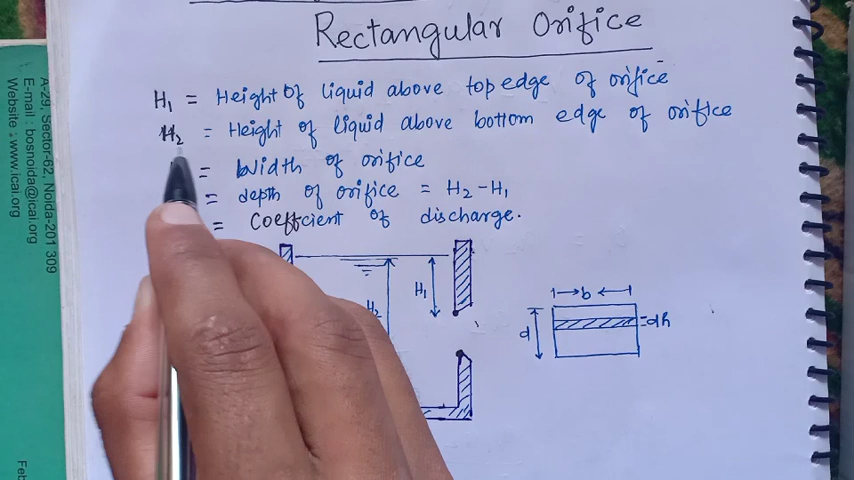 Rectangular Orifice
H₁ = Height Of liquid above top edge of orifice
H₂ = Height of liquid above bottom edge of orifice
= Width of orifice
= depth of orifice = H₂-H₁
= Coefficient of discharge.
H₂
H₁
b
d
=dh
A-29, Sector-62, Noida-201 309
E-mail : bosnoida@icai.org
Website : www.icai.org
Feb